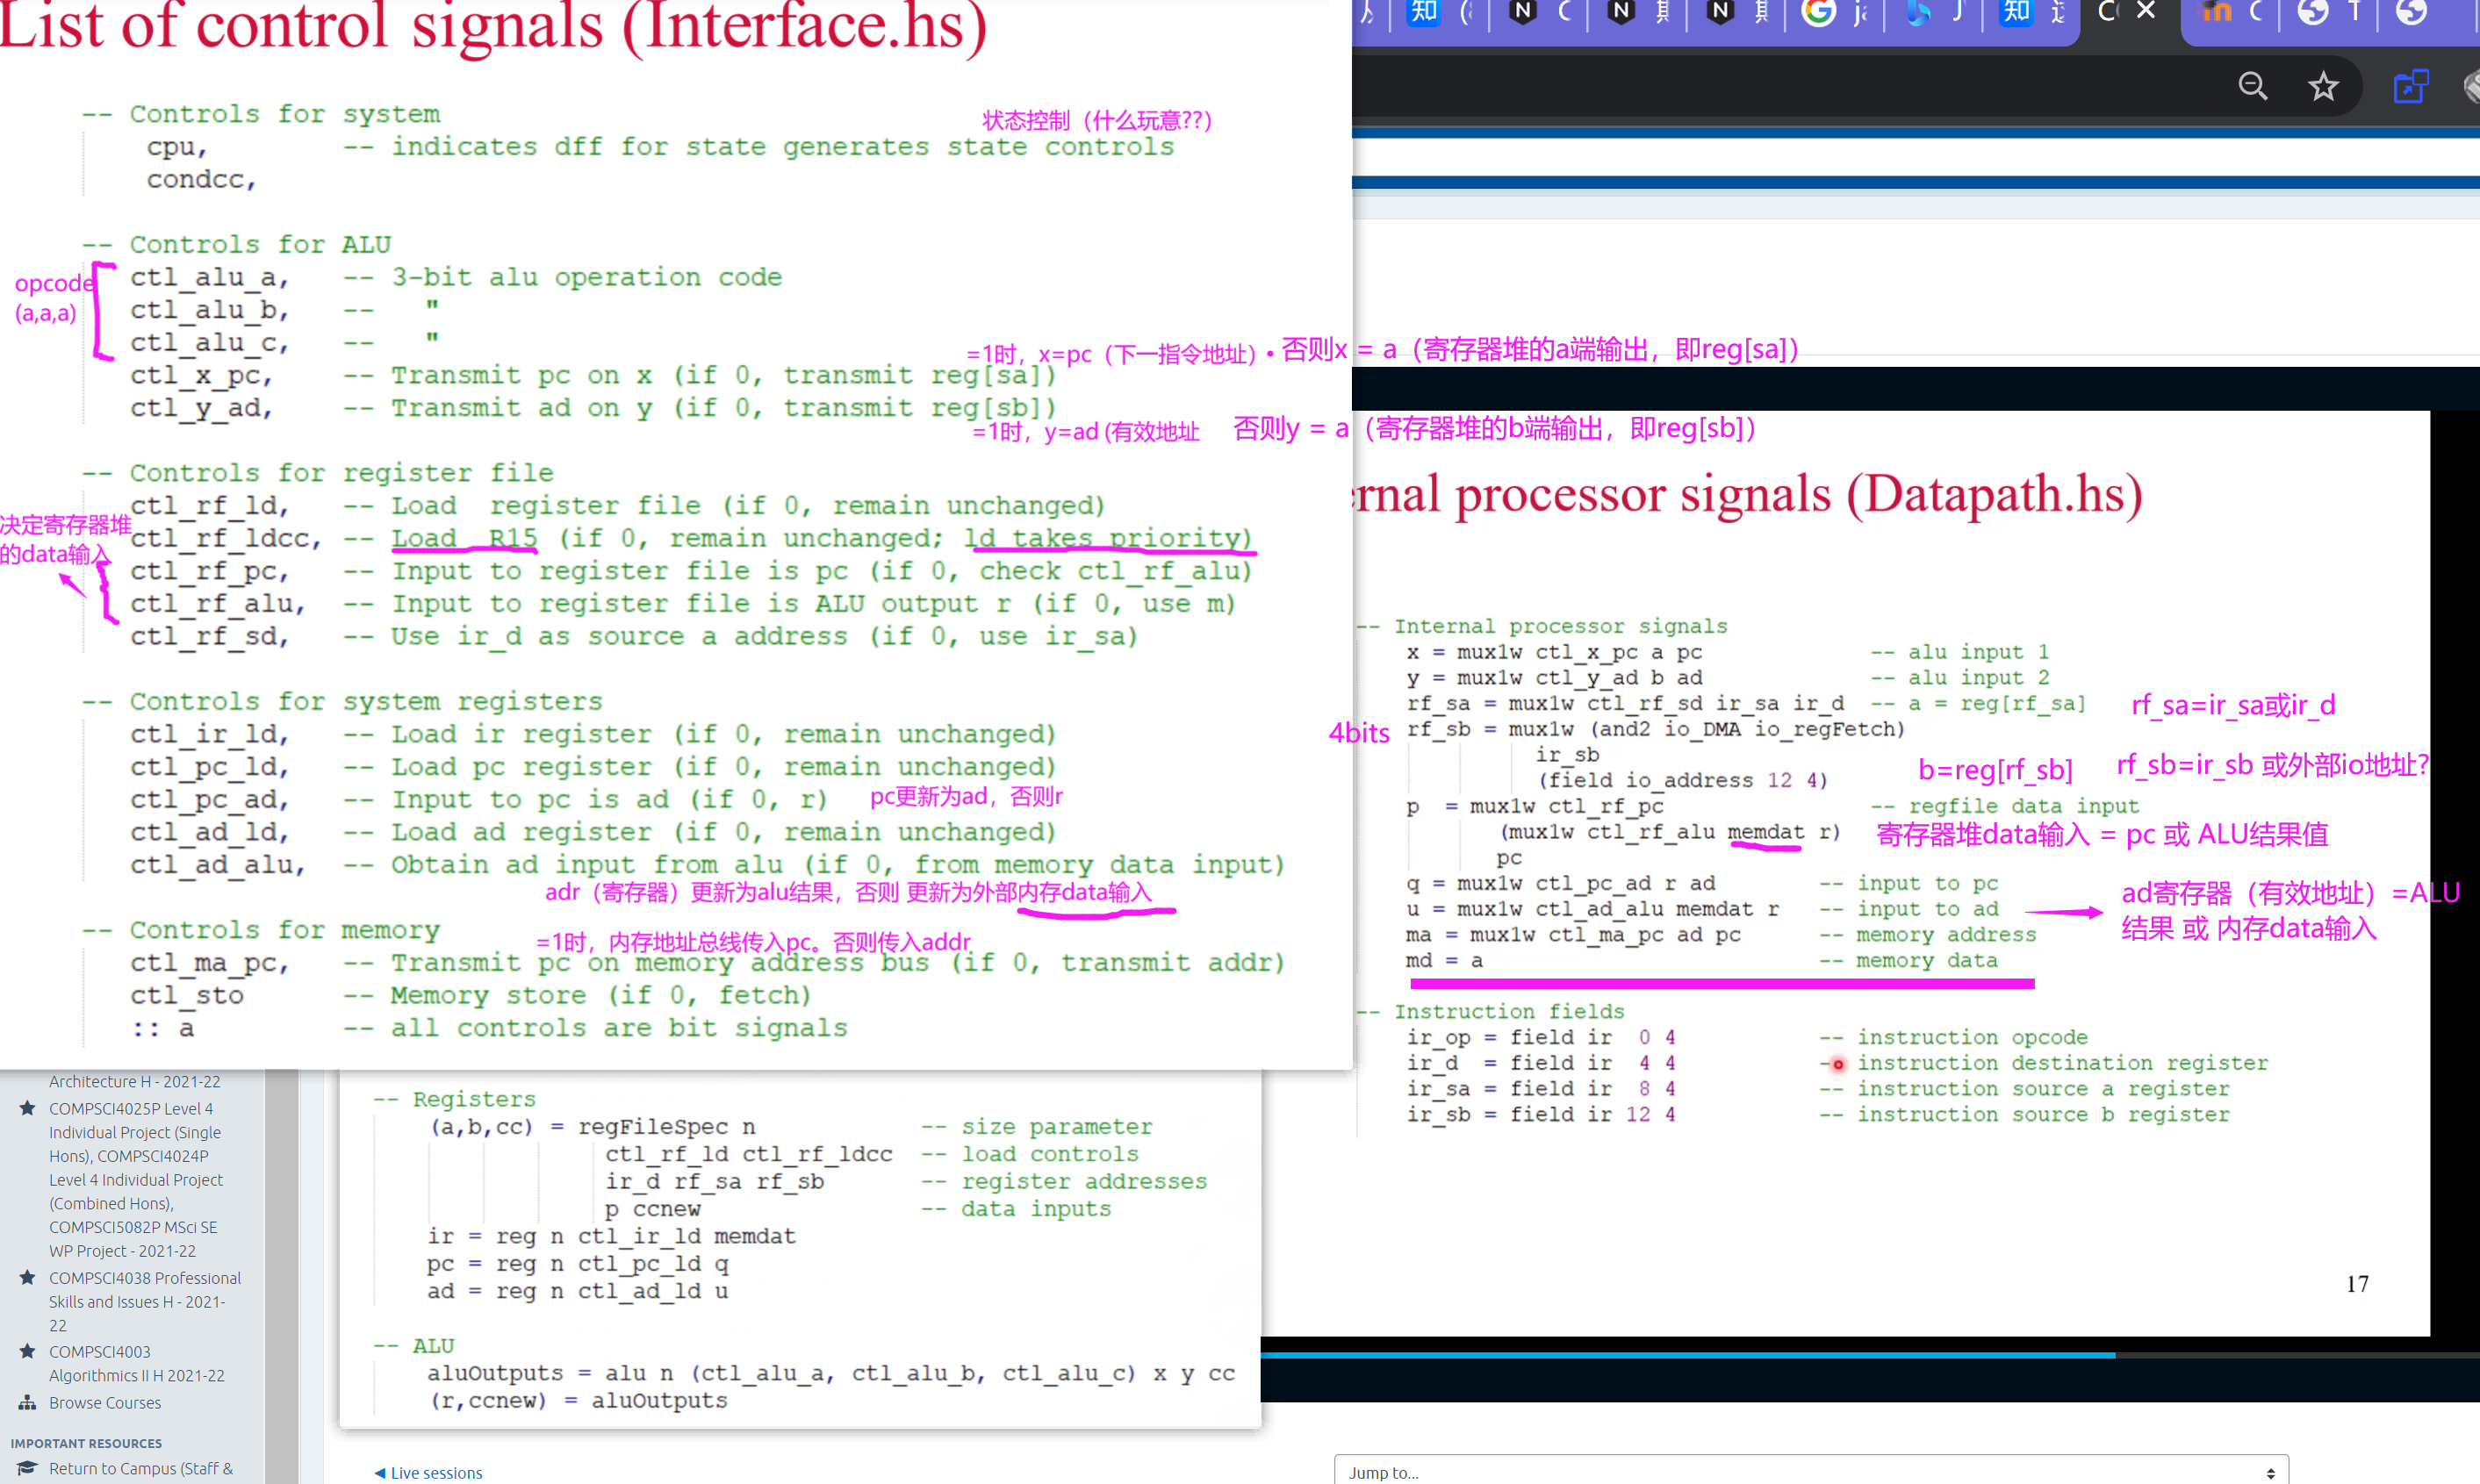 List of control signals (Interface.hs)
-- Controls for system
状态控制（什么玩意??）
cpu, -- indicates dff for state generates state controls
condcc,
-- Controls for ALU
opcode
(a,a,a)
ctl_alu_a, -- 3-bit alu operation code
ctl_alu_b, -- "
ctl_alu_c, -- "
=1时，x=pc（下一指令地址）• 否则x = a（寄存器堆的a端输出，即reg[sa]）
ctl_x_pc, -- Transmit pc on x (if 0, transmit reg[sa])
ctl_y_ad, -- Transmit ad on y (if 0, transmit reg[sb])
=1时，y=ad (有效地址 否则y = a（寄存器堆的b端输出，即reg[sb]）
-- Controls for register file
决定寄存器堆
的data输入
ctl_rf_ld, -- Load register file (if 0, remain unchanged)
ctl_rf_ldcc, -- Load R15 (if 0, remain unchanged; ld takes priority)
ctl_rf_pc, -- Input to register file is pc (if 0, check ctl_rf_alu)
ctl_rf_alu, -- Input to register file is ALU output r (if 0, use m)
ctl_rf_sd, -- Use ir_d as source a address (if 0, use ir_sa)
-- Controls for system registers
ctl_ir_ld, -- Load ir register (if 0, remain unchanged)
ctl_pc_ld, -- Load pc register (if 0, remain unchanged)
ctl_pc_ad, -- Input to pc is ad (if 0, r) pc更新为ad，否则r
ctl_ad_ld, -- Load ad register (if 0, remain unchanged)
ctl_ad_alu, -- Obtain ad input from alu (if 0, from memory data input)
adr（寄存器）更新为alu结果，否则 更新为外部内存data输入
-- Controls for memory
=1时，内存地址总线传入pc。否则传入addr
ctl_ma_pc, -- Transmit pc on memory address bus (if 0, transmit addr)
ctl_sto -- Memory store (if 0, fetch)
:: a -- all controls are bit signals
ernal processor signals (Datapath.hs)
-- Internal processor signals
x = mux1w ctl_x_pc a pc -- alu input 1
y = mux1w ctl_y_ad b ad -- alu input 2
rf_sa = mux1w ctl_rf_sd ir_sa ir_d -- a = reg[rf_sa] rf_sa=ir_sa或ir_d
4bits rf_sb = mux1w (and2 io_DMA io_regFetch)
ir_sb
(field io_address 12 4) b=reg[rf_sb] rf_sb=ir_sb 或外部io地址?
p = mux1w ctl_rf_pc -- regfile data input
(mux1w ctl_rf_alu memdat r) 寄存器堆data输入 = pc 或 ALU结果值
pc
q = mux1w ctl_pc_ad r ad -- input to pc
u = mux1w ctl_ad_alu memdat r -- input to ad
ma = mux1w ctl_ma_pc ad pc -- memory address
md = a -- memory data
ad寄存器（有效地址）=ALU
结果 或 内存data输入
-- Instruction fields
ir_op = field ir 0 4 -- instruction opcode
ir_d = field ir 4 4 -- instruction destination register
ir_sa = field ir 8 4 -- instruction source a register
ir_sb = field ir 12 4 -- instruction source b register
17
Architecture H - 2021-22
COMPSCI4025P Level 4
Individual Project (Single
Hons), COMPSCI4024P
Level 4 Individual Project
(Combined Hons),
COMPSCI5082P MSci SE
WP Project - 2021-22
COMPSCI4038 Professional
Skills and Issues H - 2021-
22
COMPSCI4003
Algorithmics II H 2021-22
Browse Courses
IMPORTANT RESOURCES
Return to Campus (Staff &
-- Registers
(a,b,cc) = regFileSpec n -- size parameter
ctl_rf_ld ctl_rf_ldcc -- load controls
ir_d rf_sa rf_sb -- register addresses
p ccnew -- data inputs
ir = reg n ctl_ir_ld memdat
pc = reg n ctl_pc_ld q
ad = reg n ctl_ad_ld u
-- ALU
aluOutputs = alu n (ctl_alu_a, ctl_alu_b, ctl_alu_c) x y cc
(r,ccnew) = aluOutputs
◄ Live sessions
Jump to...